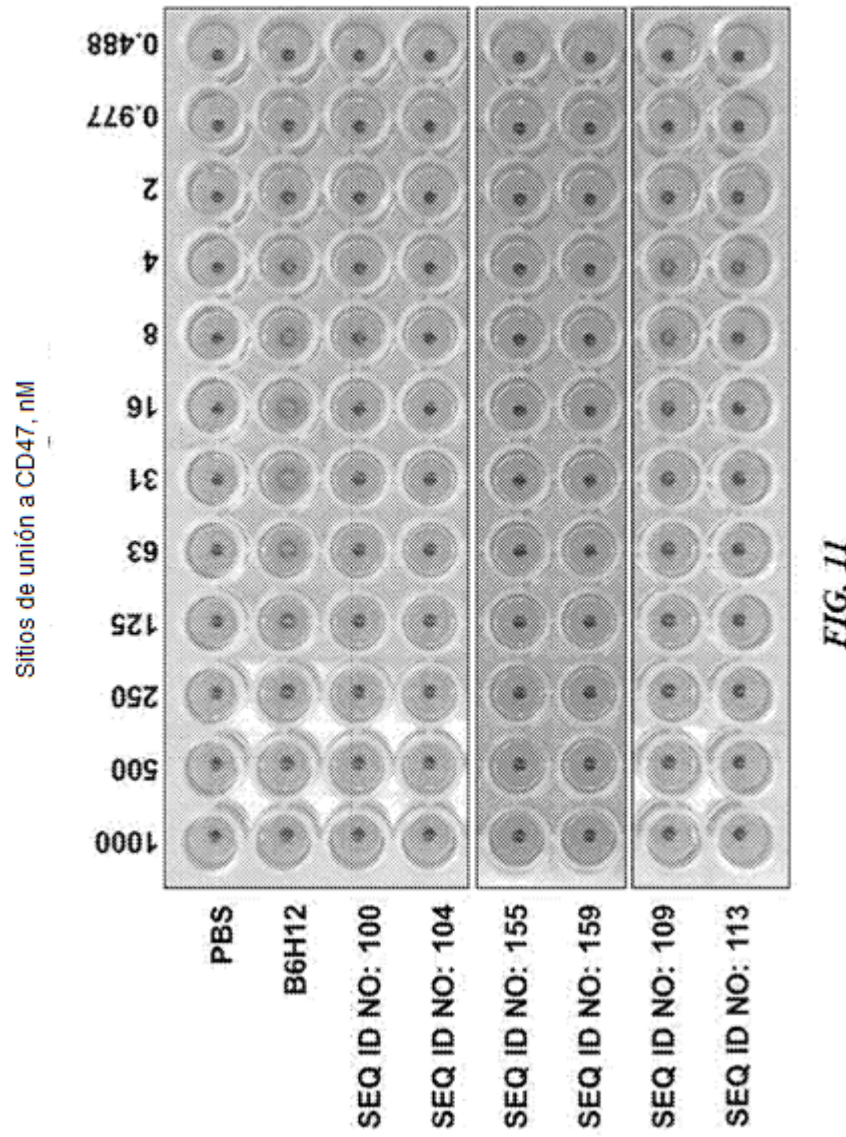 Sitios de unión a CD47, nM
1000
500
250
125
63
31
16
8
4
2
0.977
0.488
PBS
B6H12
SEQ ID NO: 100
SEQ ID NO: 104
SEQ ID NO: 155
SEQ ID NO: 159
SEQ ID NO: 109
SEQ ID NO: 113
FIG. 11